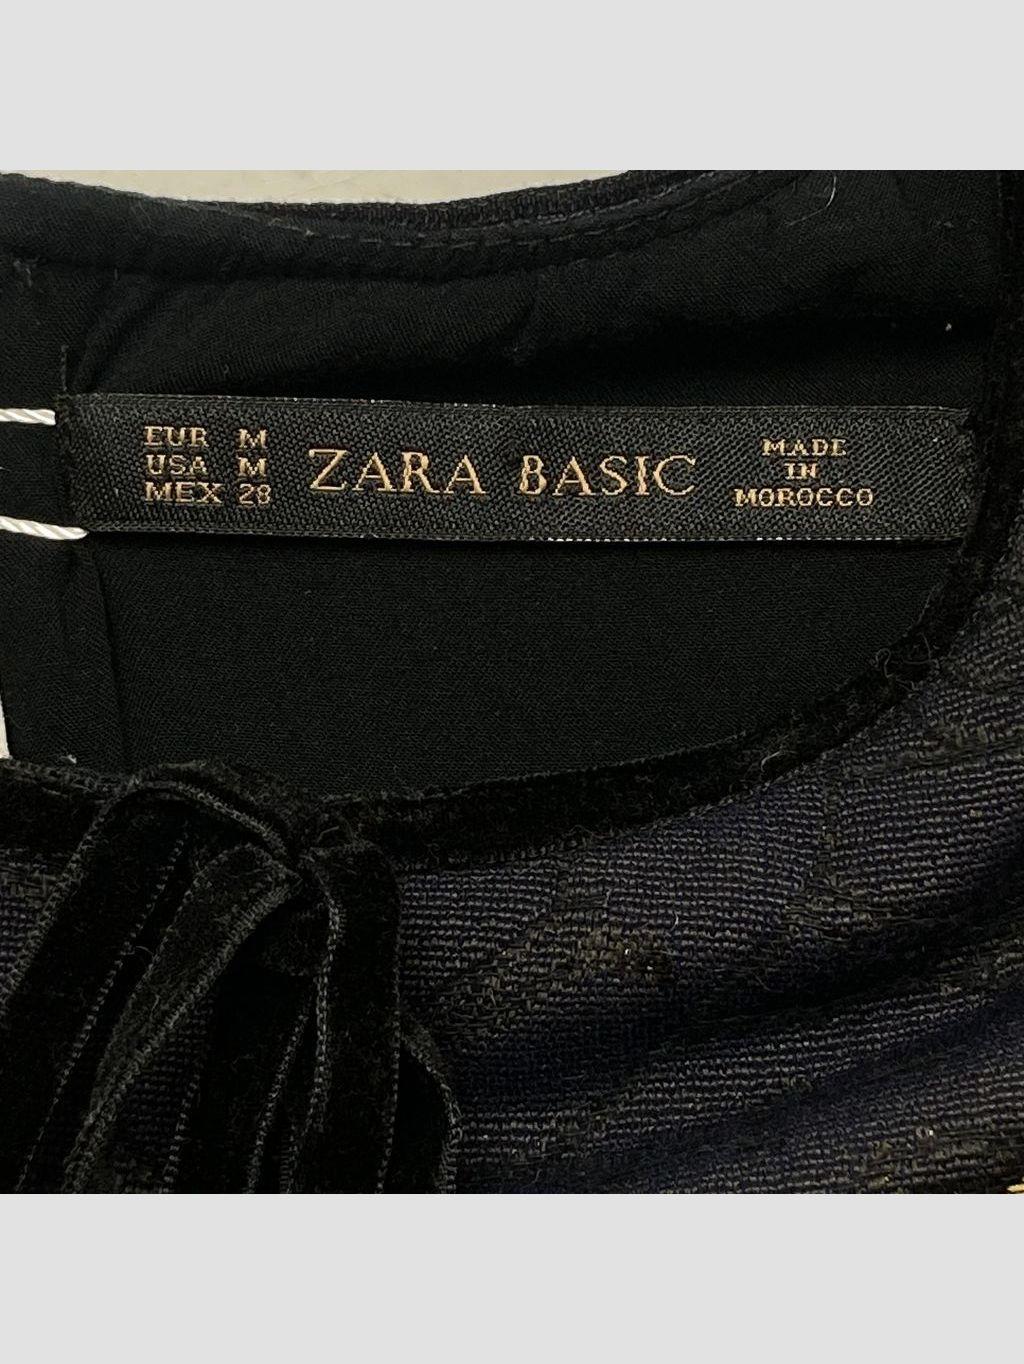 EUR M
USA M
MEX 28
ZARA BASIC
MADE
IN
MOROCCO